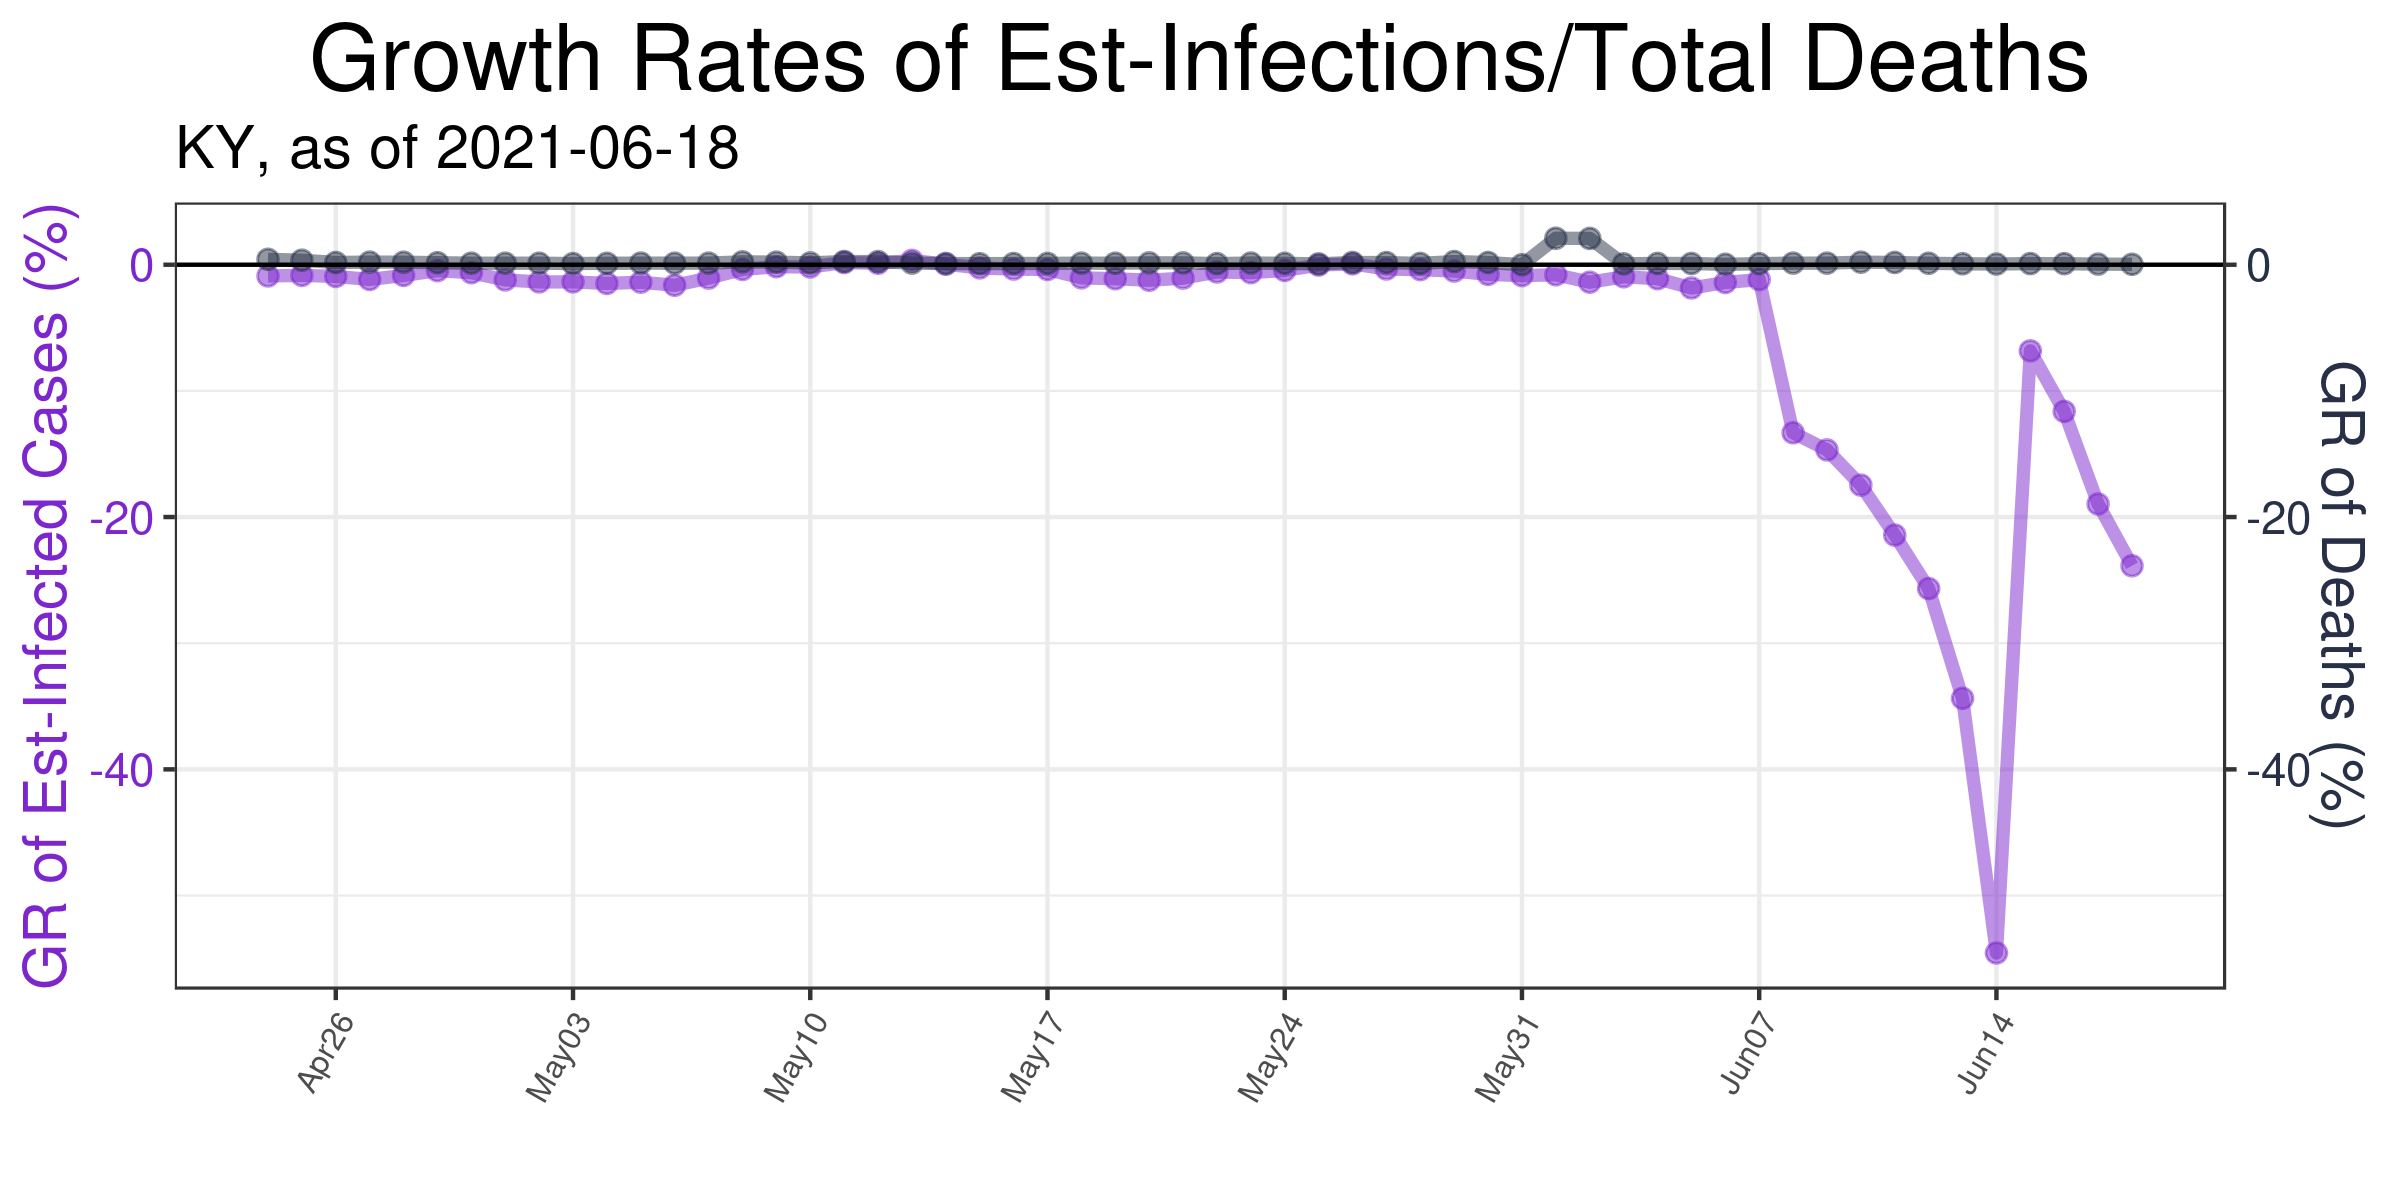 Growth Rates of Est-Infections/Total Deaths
KY, as of 2021-06-18
GR of Est-Infected Cases (%)
0
-20
-40
0
-20
-40
GR of Deaths (%)
Apr26
May03
May10
May17
May24
May31
Jun07
Jun14